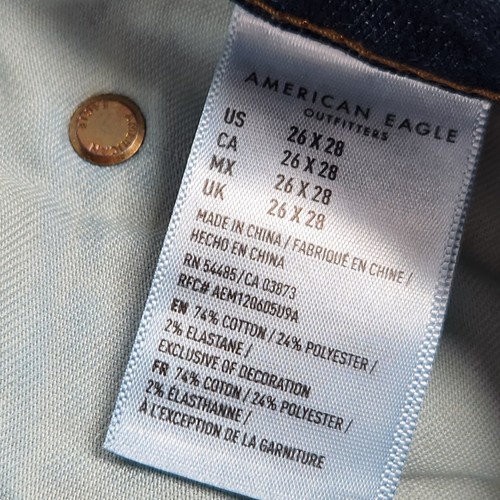 AMERICAN EAGLE
OUTFITTERS
US 26 X 28
CA 26 X 28
MX 26 X 28
UK 26 X 28
MADE IN CHINA / FABRIQUÉ EN CHINE /
HECHO EN CHINA
RN 54485/CA 03873
RFC# AEM120605U9A
EN 74% COTTON / 24% POLYESTER /
2% ELASTANE /
EXCLUSIVE OF DECORATION
FR 74% COTON / 24% POLYESTER /
2% ÉLASTHANNE /
À L'EXCEPTION DE LA GARNITURE